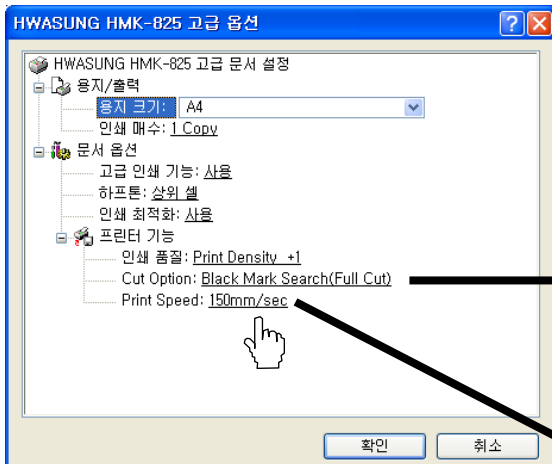 HWASUNG HMK-825 고급 옵션
HWASUNG HMK-825 고급 문서 설정
용지/출력
용지 크기: A4
인쇄 매수: 1 Copy
문서 옵션
고급 인쇄 기능: 사용
하프톤: 상위 셀
인쇄 최적화: 사용
프린터 기능
인쇄 품질: Print Density +1
Cut Option: Black Mark Search(Full Cut)
Print Speed: 150mm/sec
확인 취소